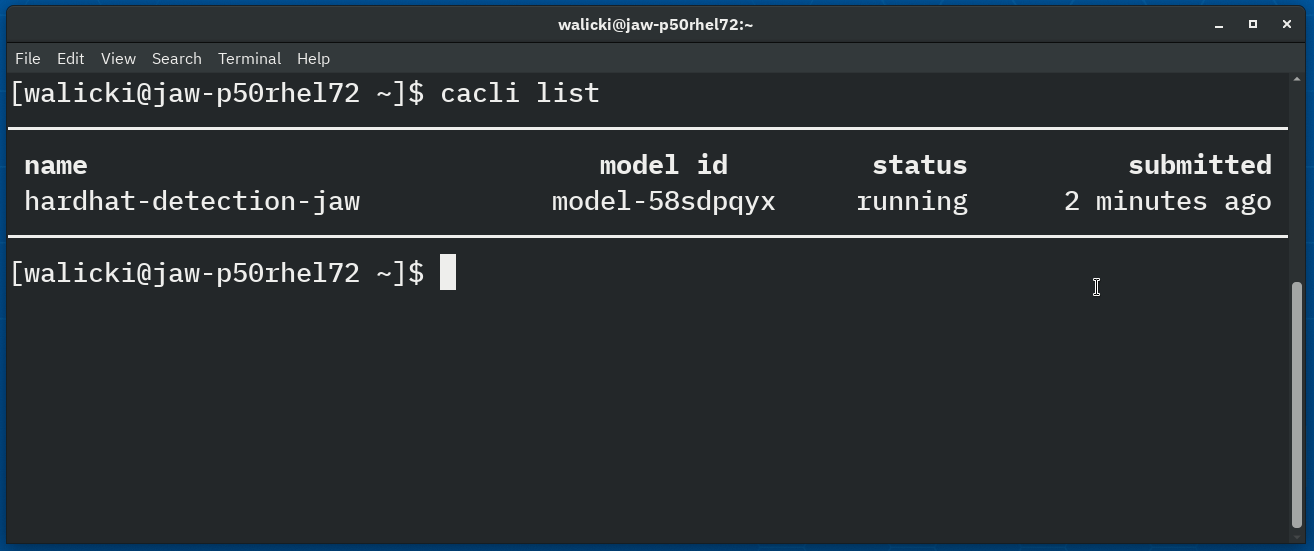 walicki@jaw-p50rhel72:~
File Edit View Search Terminal Help
[walicki@jaw-p50rhel72 ~]$ cacli list
name model id status submitted
hardhat-detection-jaw model-58sdpqyx running 2 minutes ago
[walicki@jaw-p50rhel72 ~]$